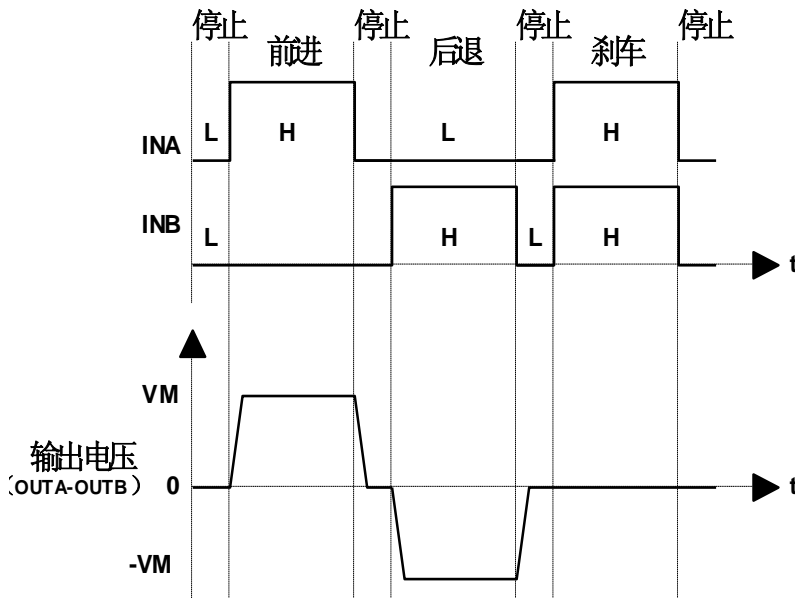 停止 前进 停止 后退 停止 刹车 停止
INA L H L H
INB L H L H
t
VM
输出电压
（OUTA-OUTB） 0 t
-VM